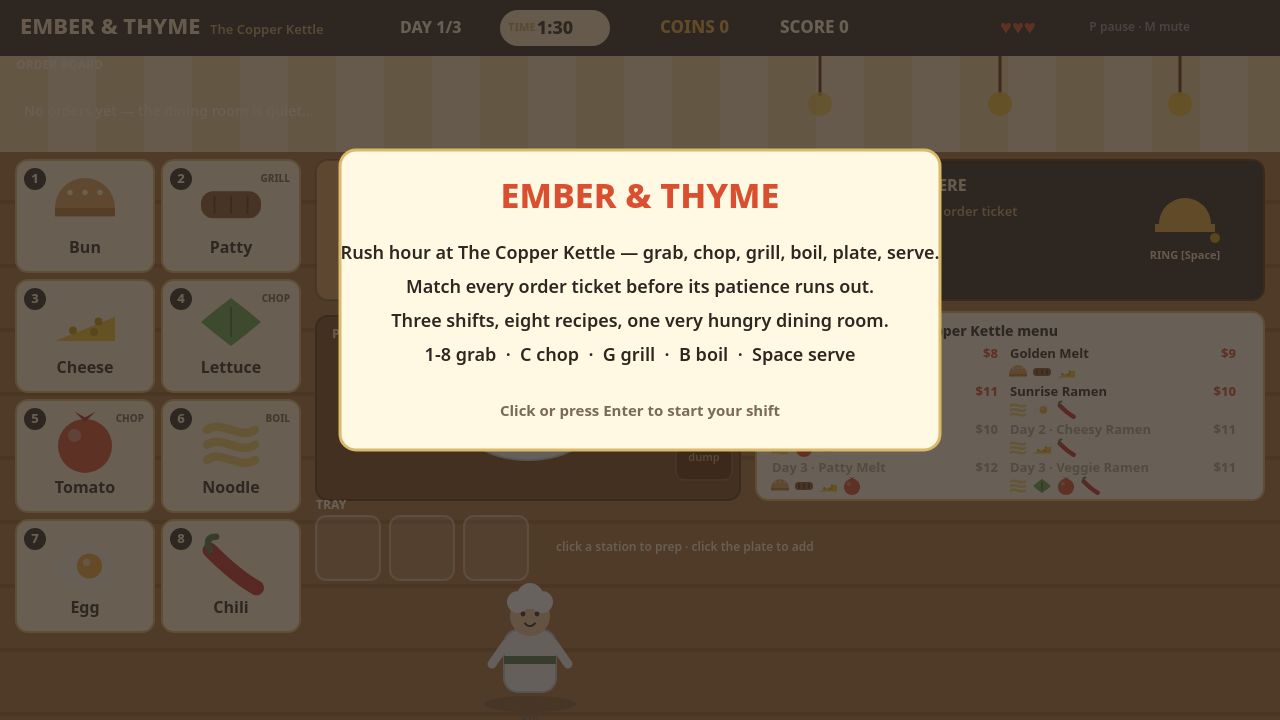 EMBER & THYME The Copper Kettle DAY 1/3 TIME 1:30 COINS 0 SCORE 0 ♥♥♥ P pause · M mute
ORDER BOARD
No orders yet — the dining room is quiet...
1 Bun
2 GRILL Patty
3 Cheese
4 CHOP Lettuce
5 CHOP Tomato
6 BOIL Noodle
7 Egg
8 Chili
EMBER & THYME
Rush hour at The Copper Kettle — grab, chop, grill, boil, plate, serve.
Match every order ticket before its patience runs out.
Three shifts, eight recipes, one very hungry dining room.
1-8 grab · C chop · G grill · B boil · Space serve
Click or press Enter to start your shift
ERE
order ticket
RING [Space]
per Kettle menu
$8 Golden Melt $9
$11 Sunrise Ramen $10
$10 Day 2 · Cheesy Ramen $11
Day 3 · Patty Melt $12 Day 3 · Veggie Ramen $11
dump
TRAY
click a station to prep · click the plate to add